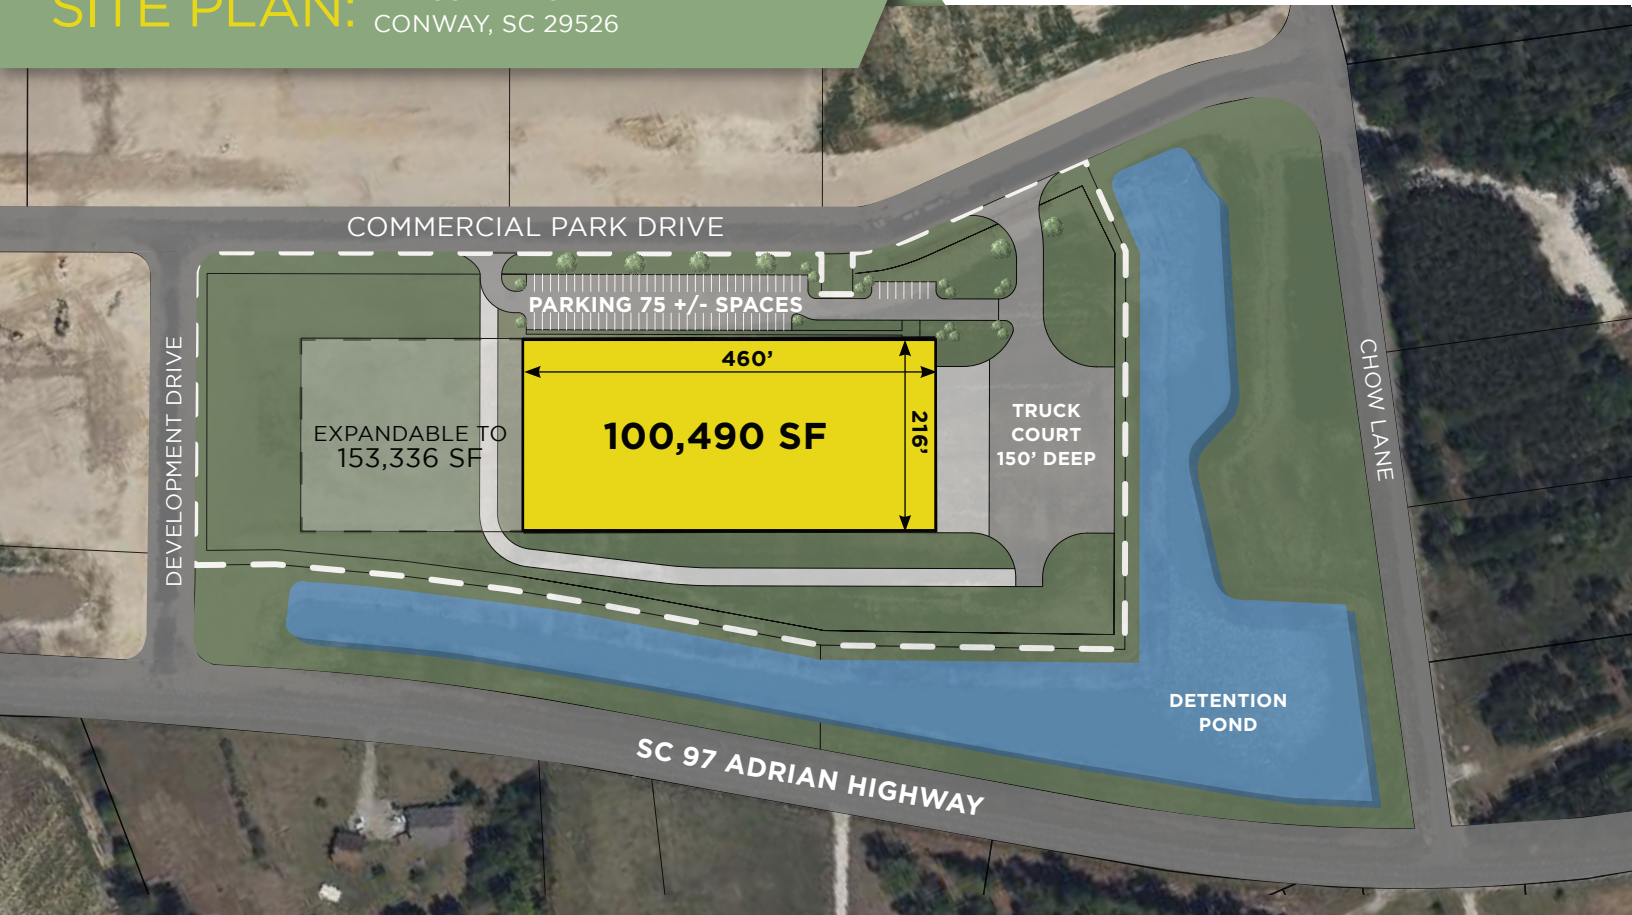 SITE PLAN:
CONWAY, SC 29526
COMMERCIAL PARK DRIVE
PARKING 75 +/- SPACES
460’
100,490 SF
216’
EXPANDABLE TO
153,336 SF
TRUCK
COURT
150’ DEEP
DEVELOPMENT DRIVE
CHOW LANE
DETENTION
POND
SC 97 ADRIAN HIGHWAY